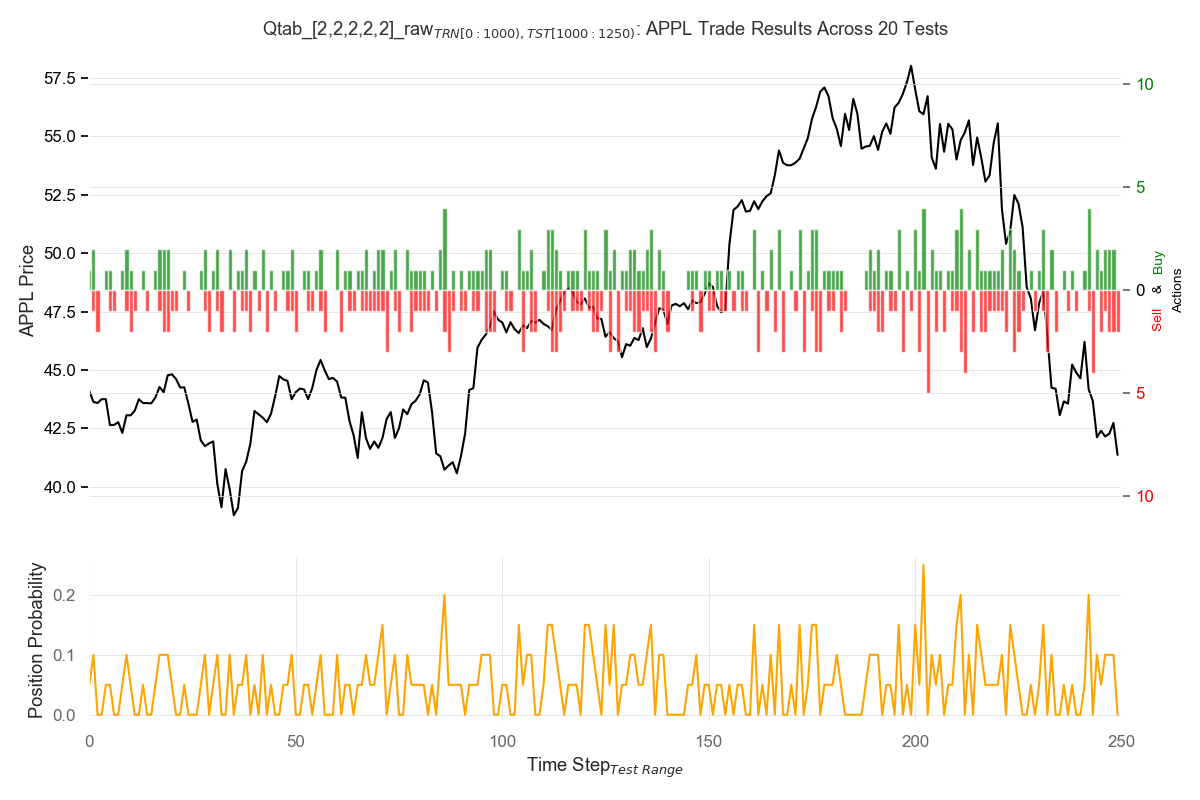 Qtab_[2,2,2,2,2]_raw_TRN[0:1000),TST[1000:1250): APPL Trade Results Across 20 Tests
57.5
55.0
52.5
50.0
47.5
45.0
42.5
40.0
APPL Price
10
5
0
5
10
Sell & Buy
Actions
0.2
0.1
0.0
Position Probability
0 50 100 150 200 250
Time Step Test Range